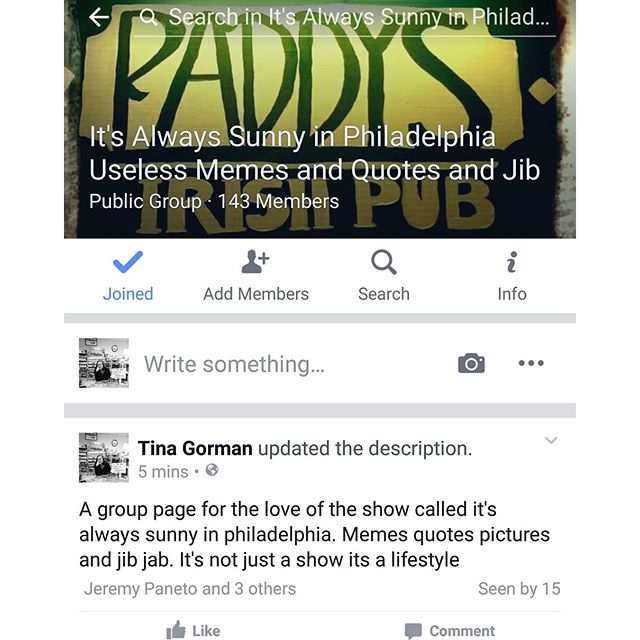 Search in It's Always Sunny in Philad...
PADDYS
It's Always Sunny in Philadelphia
Useless Memes and Quotes and Jib
IRISH PUB
Public Group · 143 Members
Joined
Add Members
Search
Info
Write something...
Tina Gorman updated the description.
5 mins •
A group page for the love of the show called it's
always sunny in philadelphia. Memes quotes pictures
and jib jab. It's not just a show its a lifestyle
Jeremy Paneto and 3 others
Seen by 15
Like
Comment